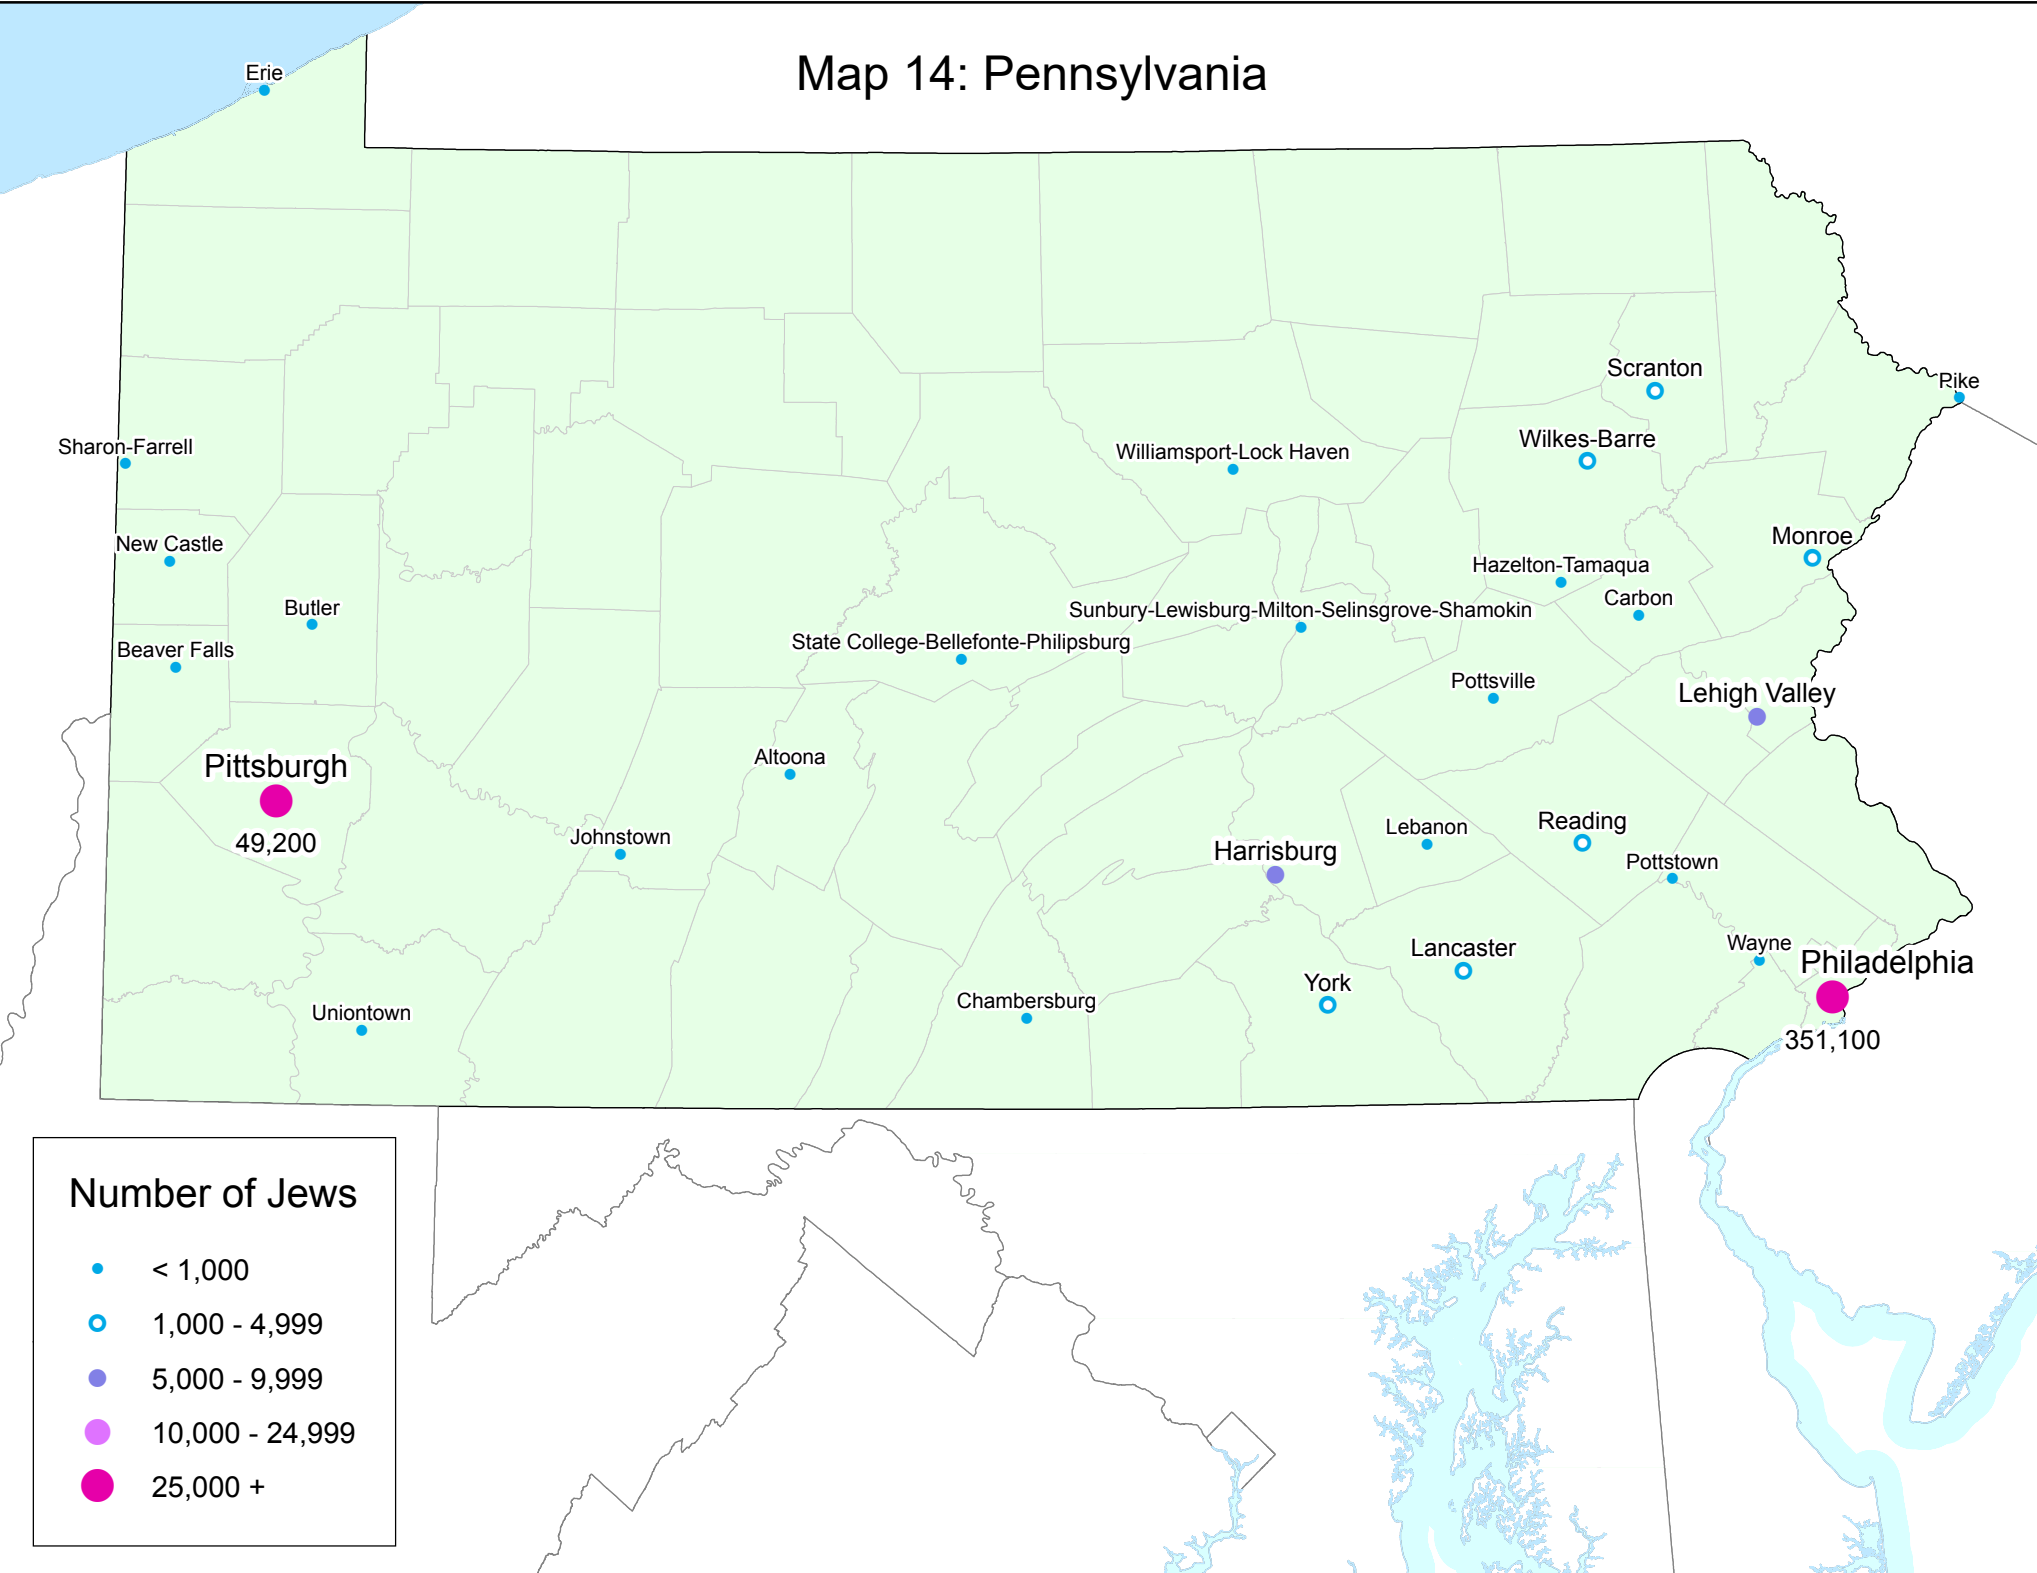 Map 14: Pennsylvania
Erie
Scranton
Pike
Wilkes-Barre
Sharon-Farrell
Williamsport-Lock Haven
Monroe
New Castle
Hazelton-Tamaqua
Carbon
Butler
Sunbury-Lewisburg-Milton-Selinsgrove-Shamokin
State College-Bellefonte-Philipsburg
Beaver Falls
Pottsville
Lehigh Valley
Altoona
Pittsburgh
49,200
Johnstown
Lebanon
Reading
Harrisburg
Pottstown
Wayne
Lancaster
Philadelphia
351,100
York
Chambersburg
Uniontown
Number of Jews
< 1,000
1,000 - 4,999
5,000 - 9,999
10,000 - 24,999
25,000 +